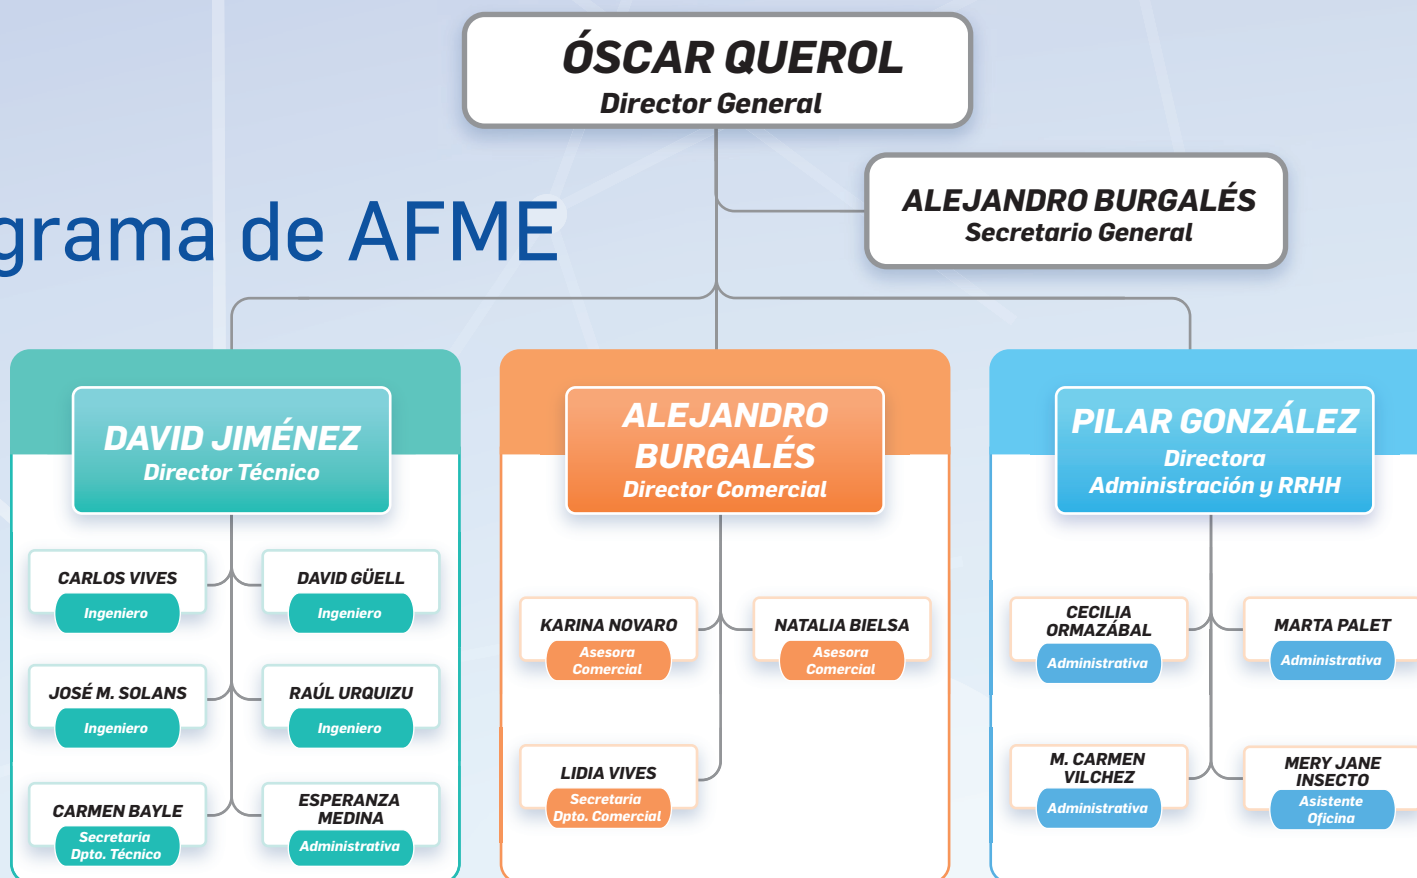 ÓSCAR QUEROL
Director General
ALEJANDRO BURGALÉS
Secretario General
grama de AFME
DAVID JIMÉNEZ
Director Técnico
CARLOS VIVES
Ingeniero
DAVID GÜELL
Ingeniero
JOSÉ M. SOLANS
Ingeniero
RAÚL URQUIZU
Ingeniero
CARMEN BAYLE
Secretaria
Dpto. Técnico
ESPERANZA
MEDINA
Administrativa
ALEJANDRO
BURGALÉS
Director Comercial
KARINA NOVARO
Asesora
Comercial
NATALIA BIELSA
Asesora
Comercial
LIDIA VIVES
Secretaria
Dpto. Comercial
PILAR GONZÁLEZ
Directora
Administración y RRHH
CECILIA
ORMAZÁBAL
Administrativa
MARTA PALET
Administrativa
M. CARMEN
VILCHEZ
Administrativa
MERY JANE
INSECTO
Asistente
Oficina